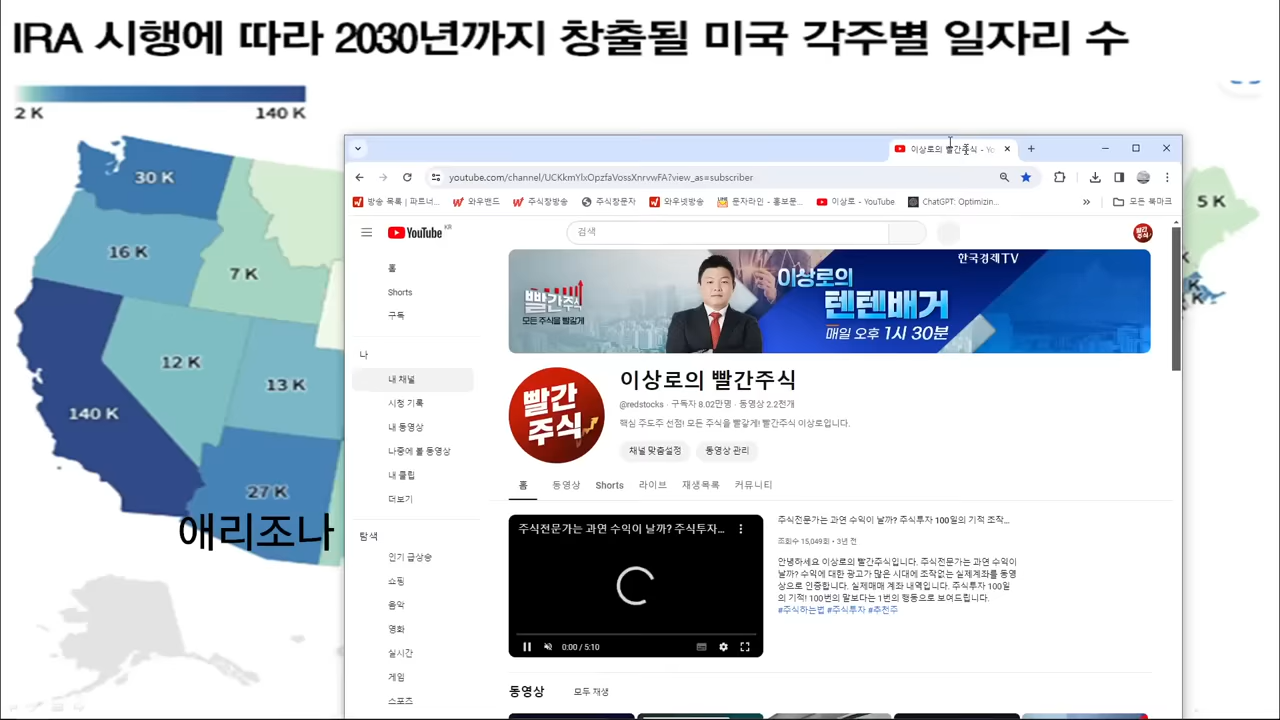 IRA 시행에 따라 2030년까지 창출될 미국 각주별 일자리 수
2 K
140 K
30 K
16 K
7 K
12 K
13 K
140 K
27 K
애리조나
5 K
K
K
이상로의 빨간주식 - Yo
youtube.com/channel/UCKkmYlxOpzfaVossXnrvwFA?view_as=subscriber
방송 목록 | 파트너...
와우밴드
주식창방송
주식창문자
와우넷방송
문자라인 - 홍보문...
이상로 - YouTube
ChatGPT: Optimizin...
모든 북마크
YouTube KR
검색
빨간주식
홈
Shorts
구독
나
내 채널
시청 기록
내 동영상
나중에 볼 동영상
내 클립
더보기
탐색
인기 급상승
쇼핑
음악
영화
실시간
게임
스포츠
한국경제TV
빨간주식
모든 주식을 빨갛게
이상로의
텐텐배거
매일 오후 1시 30분
빨간
주식
이상로의 빨간주식
@redstocks · 구독자 8.02만명 · 동영상 2.2천개
핵심 주도주 선점! 모든 주식을 빨갛게! 빨간주식 이상로입니다.
채널 맞춤설정
동영상 관리
홈
동영상
Shorts
라이브
재생목록
커뮤니티
주식전문가는 과연 수익이 날까? 주식투자...
0:00 / 5:10
주식전문가는 과연 수익이 날까? 주식투자 100일의 기적 조작...
조회수 15,049회 • 3년 전
안녕하세요 이상로의 빨간주식입니다. 주식전문가는 과연 수익이
날까? 수익에 대한 광고가 많은 시대에 조작없는 실제계좌를 동영
상으로 인증합니다. 실제매매 계좌 내역입니다. 주식투자 100일
의 기적! 100번의 말보다는 1번의 행동으로 보여드립니다.
#주식하는법 #주식투자 #추천주
동영상
모두 재생